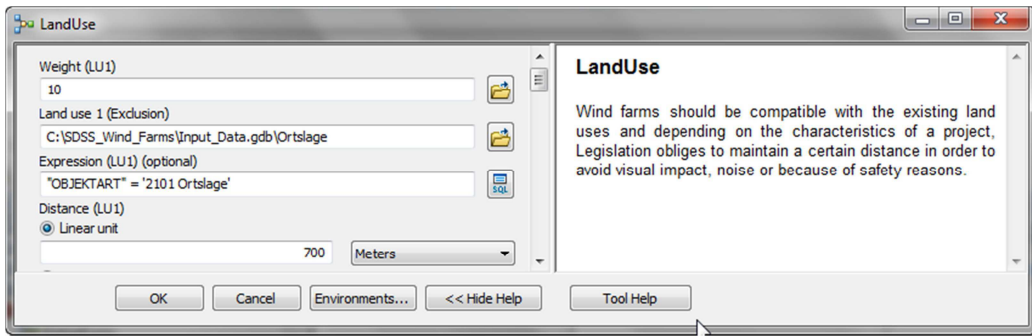 LandUse
Weight (LU1)
10
Land use 1 (Exclusion)
C:\SDSS_Wind_Farms\Input_Data.gdb\Ortslage
Expression (LU1) (optional)
"OBJEKTART" = '2101 Ortslage'
SQL
Distance (LU1)
Linear unit
700 Meters
LandUse
Wind farms should be compatible with the existing land
uses and depending on the characteristics of a project,
Legislation obliges to maintain a certain distance in order to
avoid visual impact, noise or because of safety reasons.
OK Cancel Environments... << Hide Help Tool Help